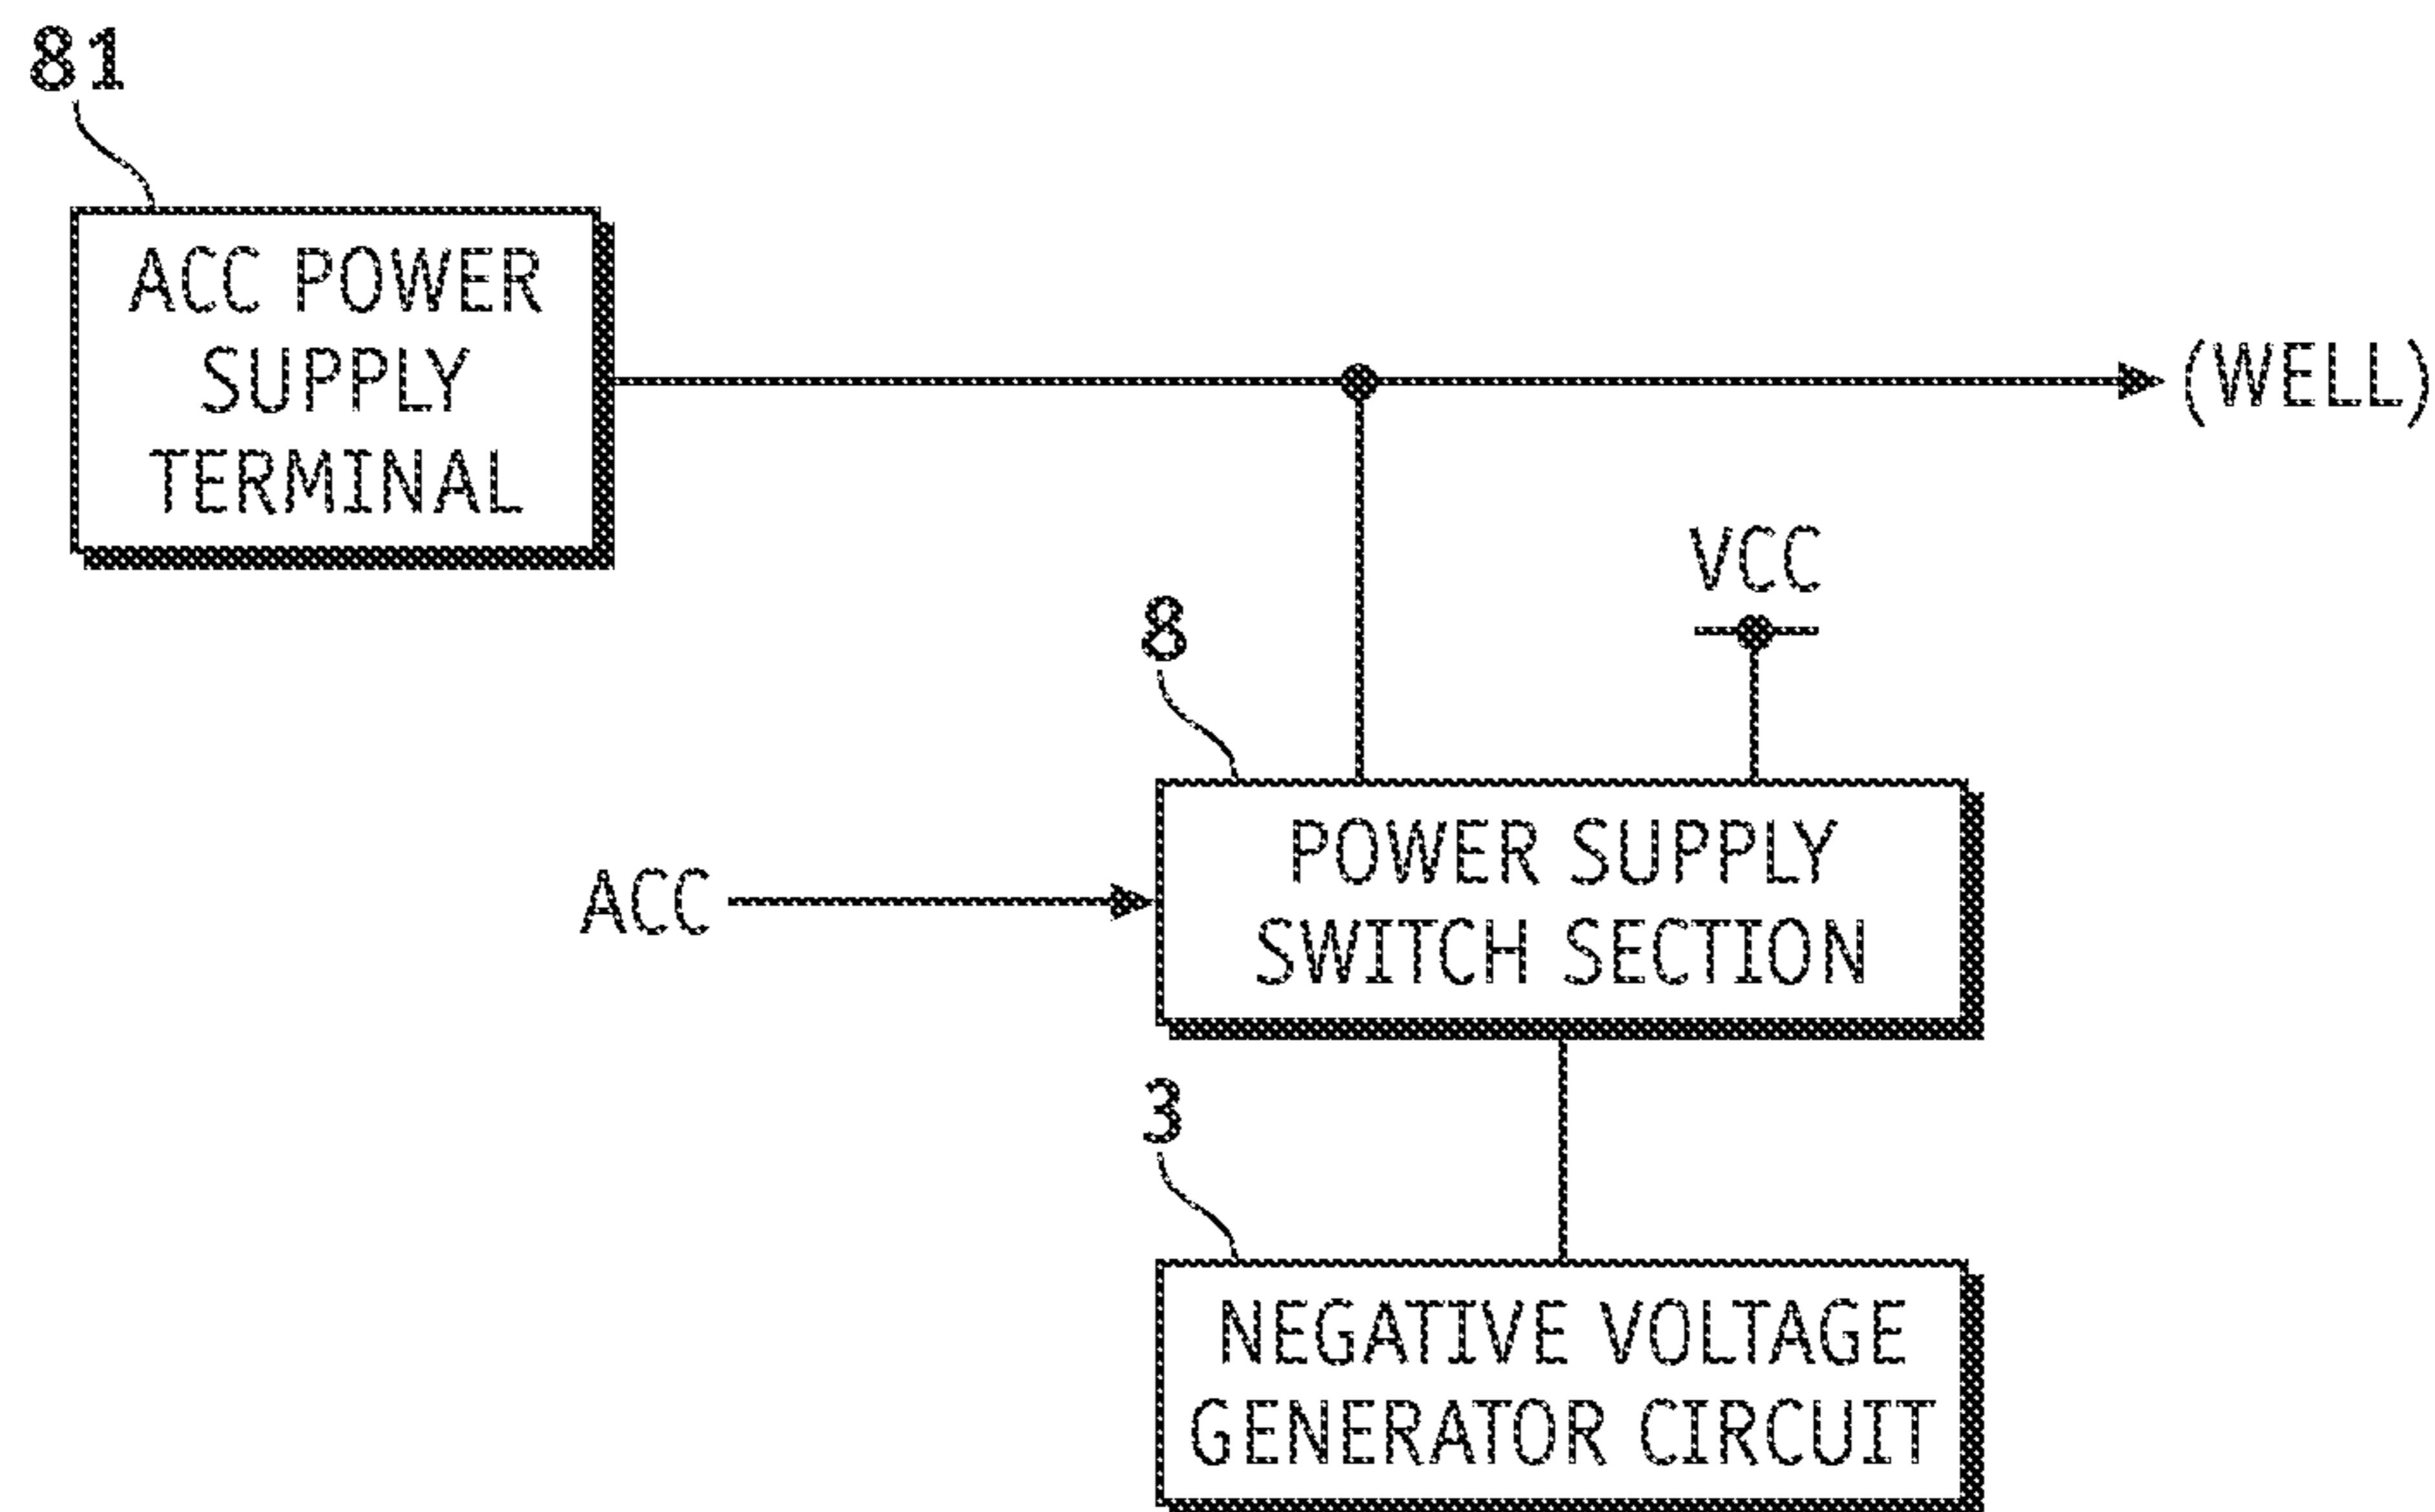 81
ACC POWER
SUPPLY
TERMINAL
(WELL)
VCC
8
ACC
POWER SUPPLY
SWITCH SECTION
3
NEGATIVE VOLTAGE
GENERATOR CIRCUIT